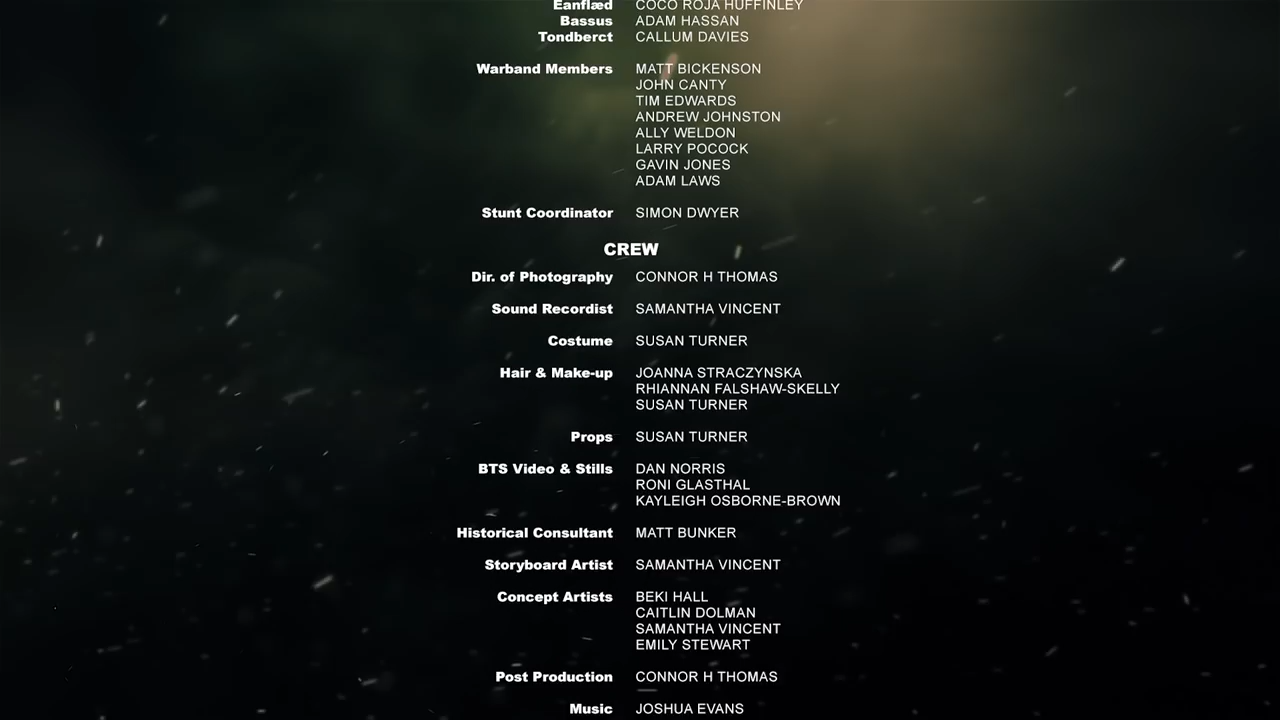 Eanflæd COCO ROJA HUFFINLEY
Bassus ADAM HASSAN
Tondberct CALLUM DAVIES
Warband Members MATT BICKENSON
JOHN CANTY
TIM EDWARDS
ANDREW JOHNSTON
ALLY WELDON
LARRY POCOCK
GAVIN JONES
ADAM LAWS
Stunt Coordinator SIMON DWYER
CREW
Dir. of Photography CONNOR H THOMAS
Sound Recordist SAMANTHA VINCENT
Costume SUSAN TURNER
Hair & Make-up JOANNA STRACZYNSKA
RHIANNAN FALSHAW-SKELLY
SUSAN TURNER
Props SUSAN TURNER
BTS Video & Stills DAN NORRIS
RONI GLASTHAL
KAYLEIGH OSBORNE-BROWN
Historical Consultant MATT BUNKER
Storyboard Artist SAMANTHA VINCENT
Concept Artists BEKI HALL
CAITLIN DOLMAN
SAMANTHA VINCENT
EMILY STEWART
Post Production CONNOR H THOMAS
Music JOSHUA EVANS